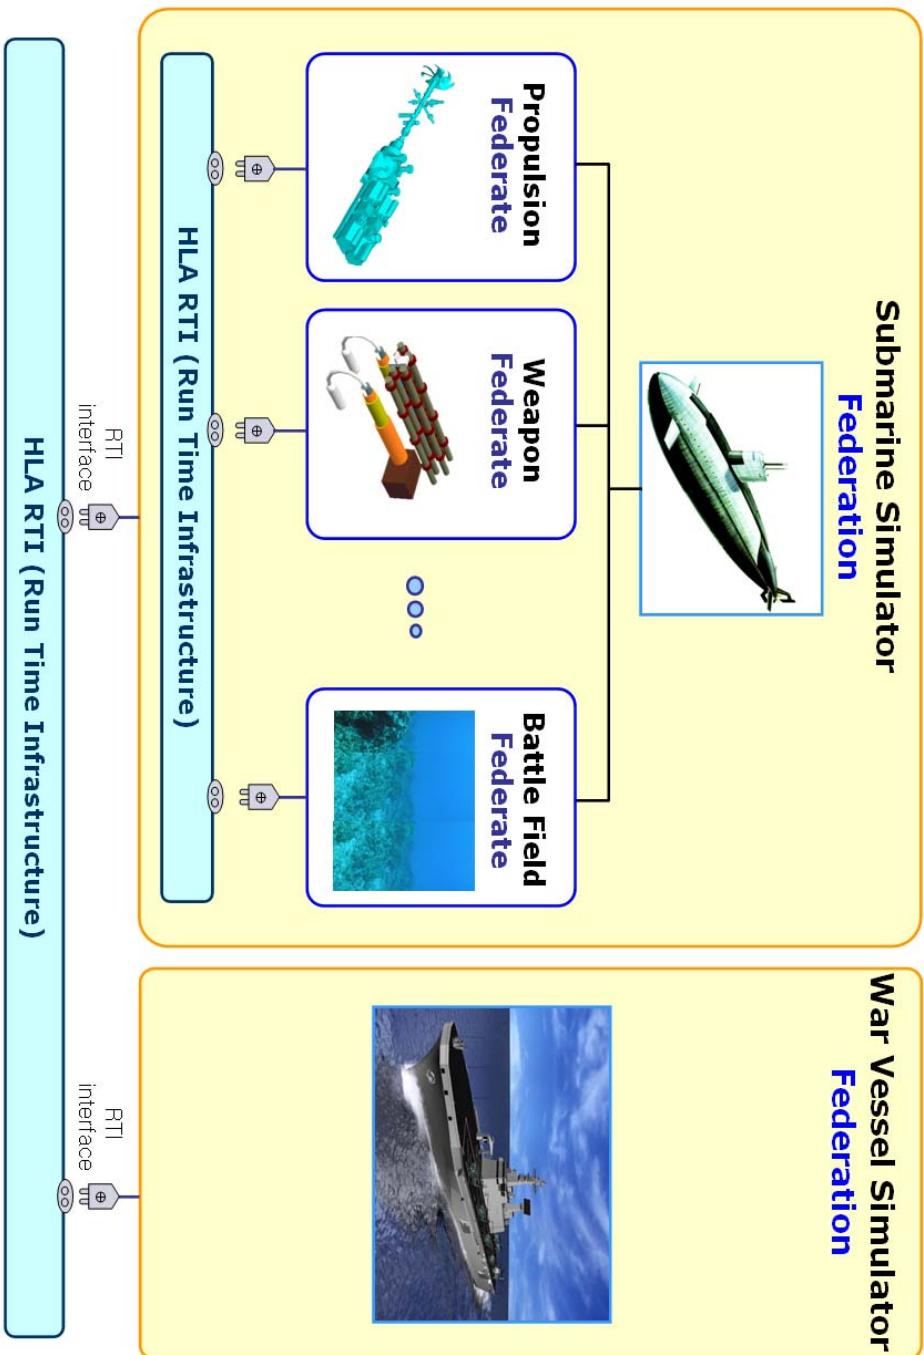 Submarine Simulator
Federation
War Vessel Simulator
Federation
Propulsion
Federate
Weapon
Federate
Battle Field
Federate
HLA RTI (Run Time Infrastructure)
RTI
interface
RTI
interface
HLA RTI (Run Time Infrastructure)